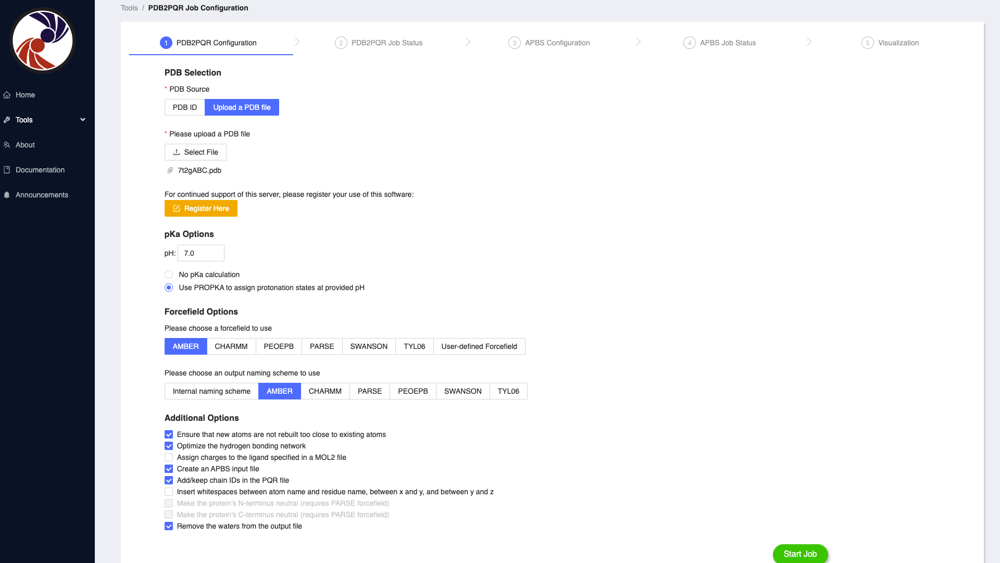 Tools / PDB2PQR Job Configuration
1 PDB2PQR Configuration 2 PDB2PQR Job Status 3 APBS Configuration 4 APBS Job Status 5 Visualization
Home
Tools
About
Documentation
Announcements
PDB Selection
* PDB Source
PDB ID Upload a PDB file
* Please upload a PDB file
Select File
7t2gABC.pdb
For continued support of this server, please register your use of this software:
Register Here
pKa Options
pH: 7.0
No pKa calculation
Use PROPKA to assign protonation states at provided pH
Forcefield Options
Please choose a forcefield to use
AMBER CHARMM PEOEPB PARSE SWANSON TYL06 User-defined Forcefield
Please choose an output naming scheme to use
Internal naming scheme AMBER CHARMM PARSE PEOEPB SWANSON TYL06
Additional Options
Ensure that new atoms are not rebuilt too close to existing atoms
Optimize the hydrogen bonding network
Assign charges to the ligand specified in a MOL2 file
Create an APBS input file
Add/keep chain IDs in the PQR file
Insert whitespaces between atom name and residue name, between x and y, and between y and z
Make the protein's N-terminus neutral (requires PARSE forcefield)
Make the protein's C-terminus neutral (requires PARSE forcefield)
Remove the waters from the output file
Start Job